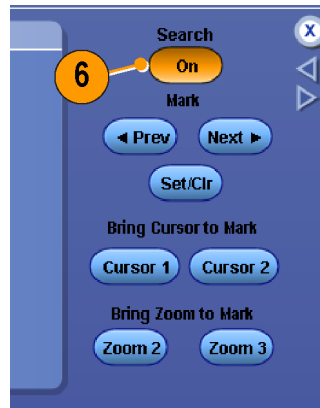 Search
X
6
On
Mark
◄ Prev Next ►
Set/Clr
Bring Cursor to Mark
Cursor 1 Cursor 2
Bring Zoom to Mark
Zoom 2 Zoom 3